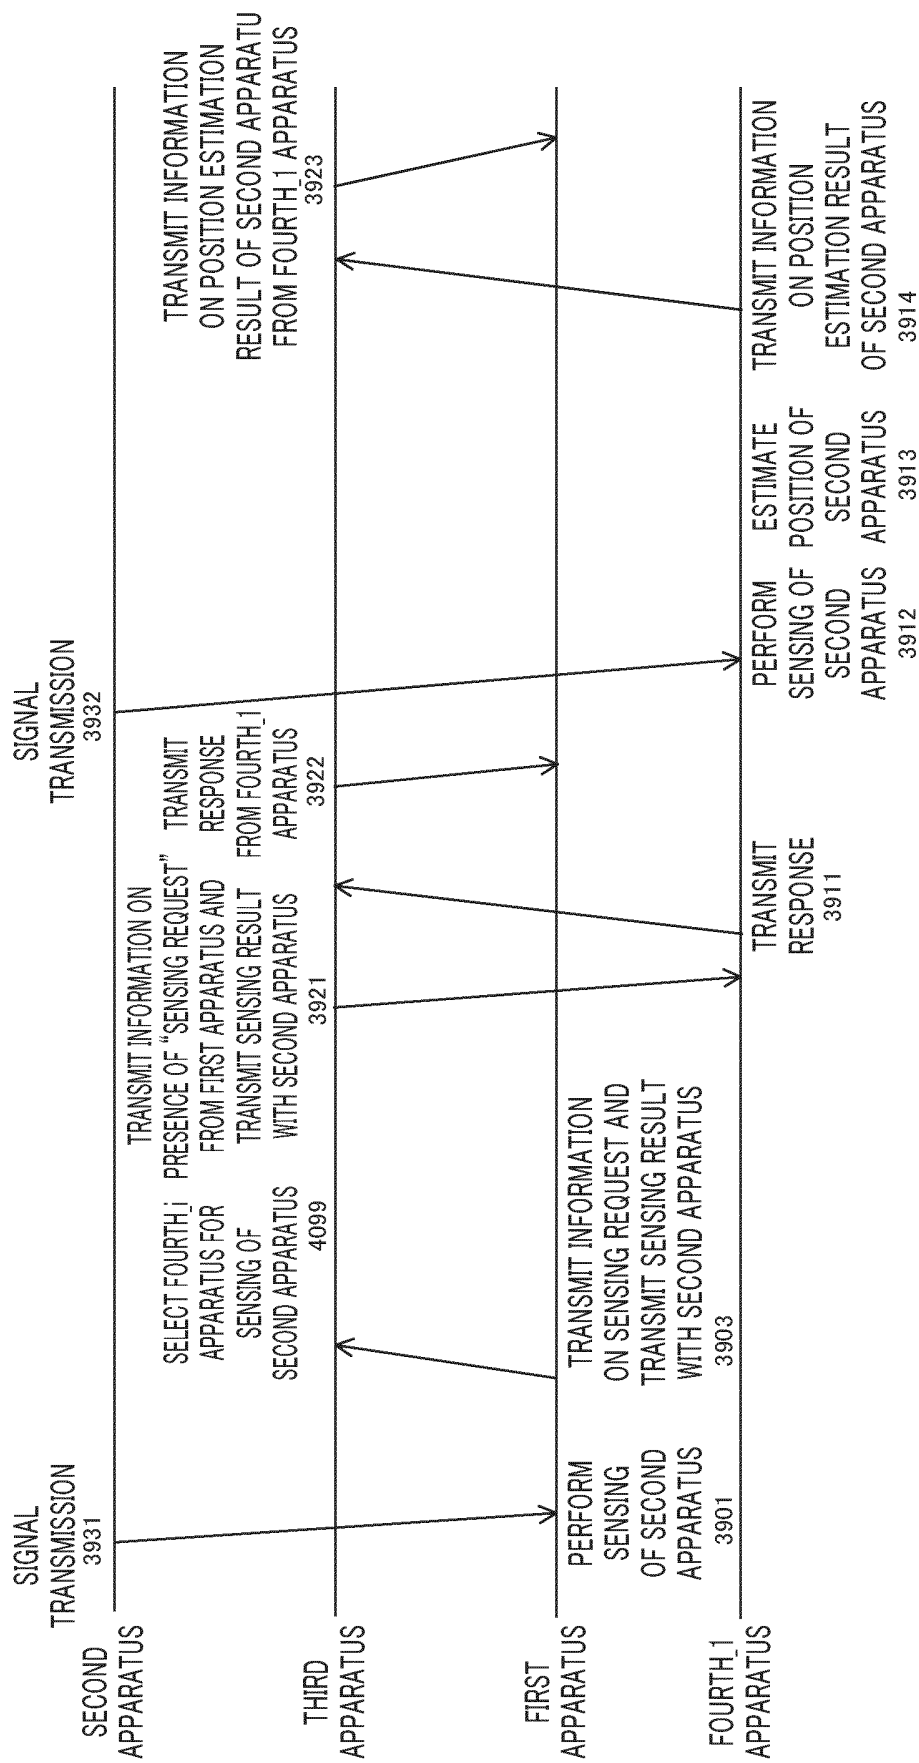 SECOND
APPARATUS
SIGNAL
TRANSMISSION
3931
SIGNAL
TRANSMISSION
3932
THIRD
APPARATUS
SELECT FOURTH_i
APPARATUS FOR
SENSING OF
SECOND APPARATUS
4099
TRANSMIT INFORMATION ON
PRESENCE OF “SENSING REQUEST”
FROM FIRST APPARATUS AND
TRANSMIT SENSING RESULT
WITH SECOND APPARATUS
3921
TRANSMIT
RESPONSE
FROM FOURTH_1
APPARATUS
3922
TRANSMIT INFORMATION
ON POSITION ESTIMATION
RESULT OF SECOND APPARATU
FROM FOURTH_1 APPARATUS
3923
FIRST
APPARATUS
PERFORM
SENSING
OF SECOND
APPARATUS
3901
TRANSMIT INFORMATION
ON SENSING REQUEST AND
TRANSMIT SENSING RESULT
WITH SECOND APPARATUS
3903
FOURTH_1
APPARATUS
TRANSMIT
RESPONSE
3911
PERFORM
SENSING OF
SECOND
APPARATUS
3912
ESTIMATE
POSITION OF
SECOND
APPARATUS
3913
TRANSMIT INFORMATION
ON POSITION
ESTIMATION RESULT
OF SECOND APPARATUS
3914